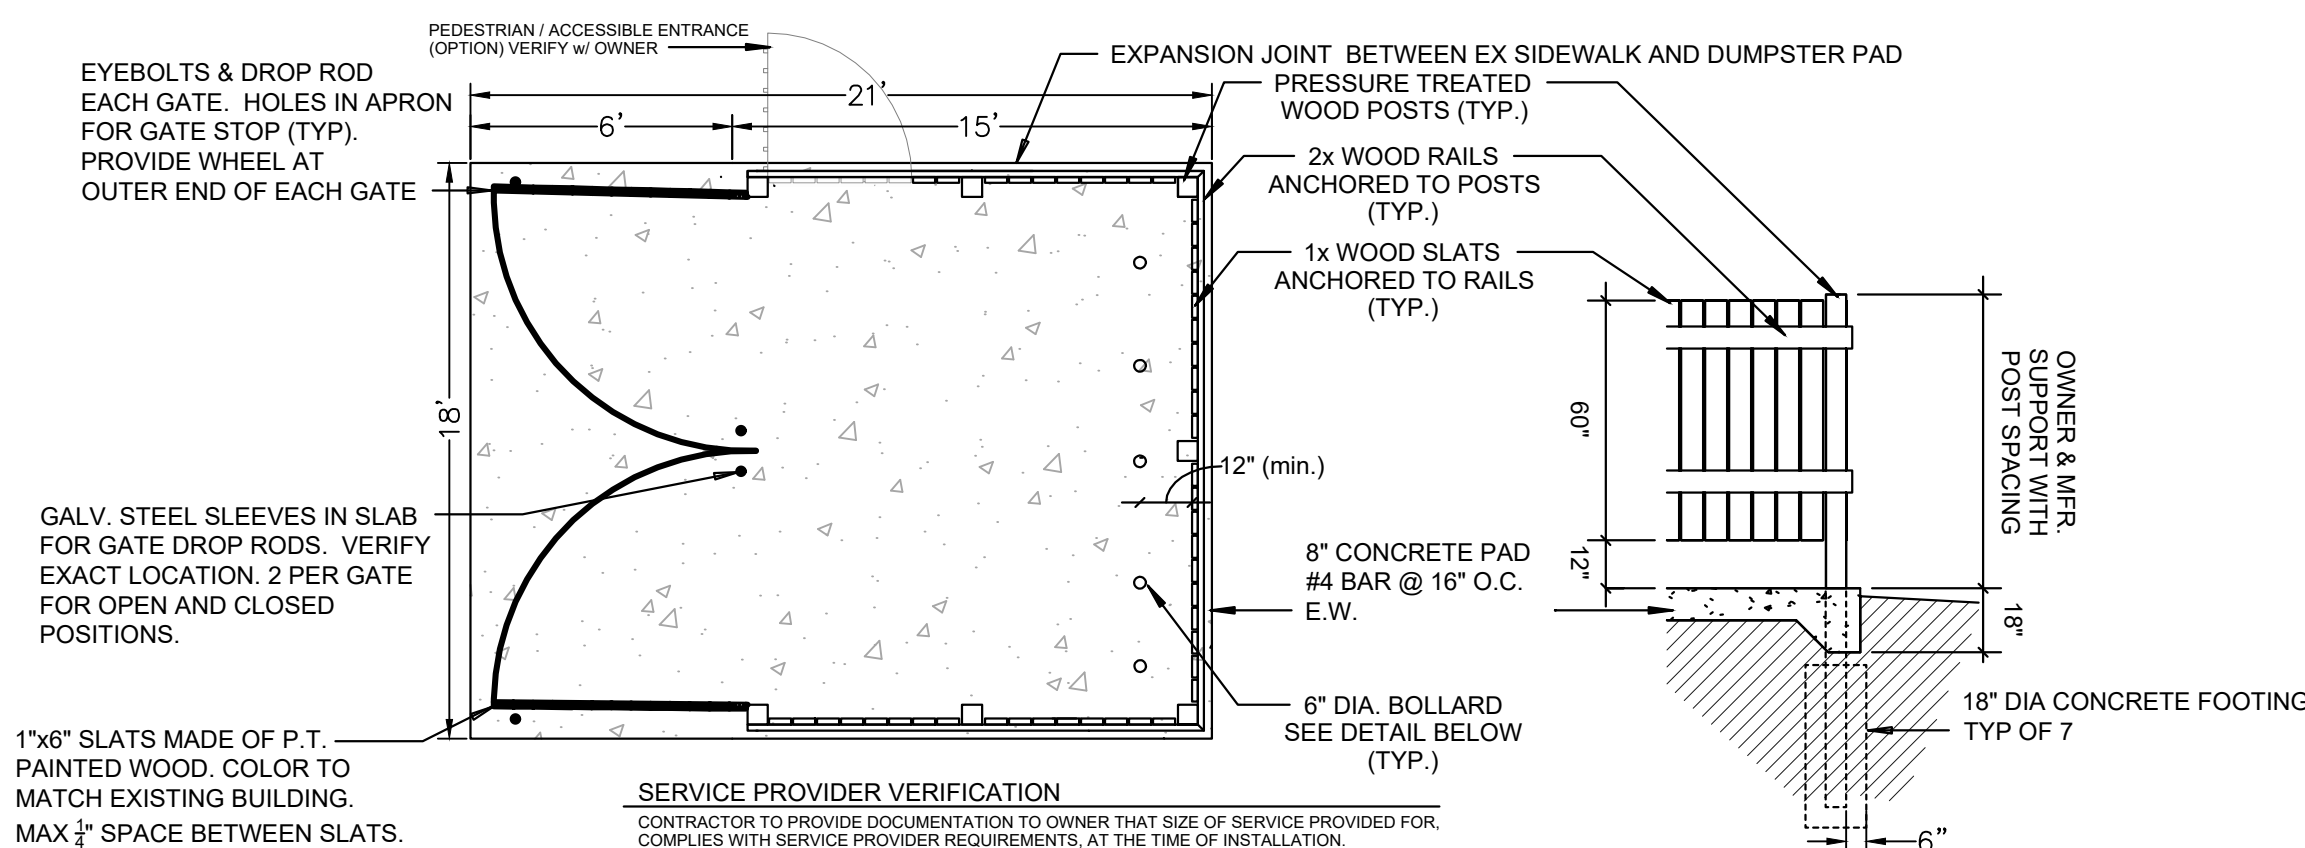 PEDESTRIAN / ACCESSIBLE ENTRANCE
(OPTION) VERIFY w/ OWNER
EYEBOLTS & DROP ROD
EACH GATE. HOLES IN APRON
FOR GATE STOP (TYP).
PROVIDE WHEEL AT
OUTER END OF EACH GATE
21'
6'
15'
18'
EXPANSION JOINT BETWEEN EX SIDEWALK AND DUMPSTER PAD
PRESSURE TREATED
WOOD POSTS (TYP.)
2x WOOD RAILS
ANCHORED TO POSTS
(TYP.)
1x WOOD SLATS
ANCHORED TO RAILS
(TYP.)
12" (min.)
GALV. STEEL SLEEVES IN SLAB
FOR GATE DROP RODS. VERIFY
EXACT LOCATION. 2 PER GATE
FOR OPEN AND CLOSED
POSITIONS.
8" CONCRETE PAD
#4 BAR @ 16" O.C.
E.W.
6" DIA. BOLLARD
SEE DETAIL BELOW
(TYP.)
1"x6" SLATS MADE OF P.T.
PAINTED WOOD. COLOR TO
MATCH EXISTING BUILDING.
MAX 1/4" SPACE BETWEEN SLATS.
SERVICE PROVIDER VERIFICATION
CONTRACTOR TO PROVIDE DOCUMENTATION TO OWNER THAT SIZE OF SERVICE PROVIDED FOR,
COMPLIES WITH SERVICE PROVIDER REQUIREMENTS, AT THE TIME OF INSTALLATION.
60"
12"
OWNER & MFR.
SUPPORT WITH
POST SPACING
18"
18" DIA CONCRETE FOOTING
TYP OF 7
6"